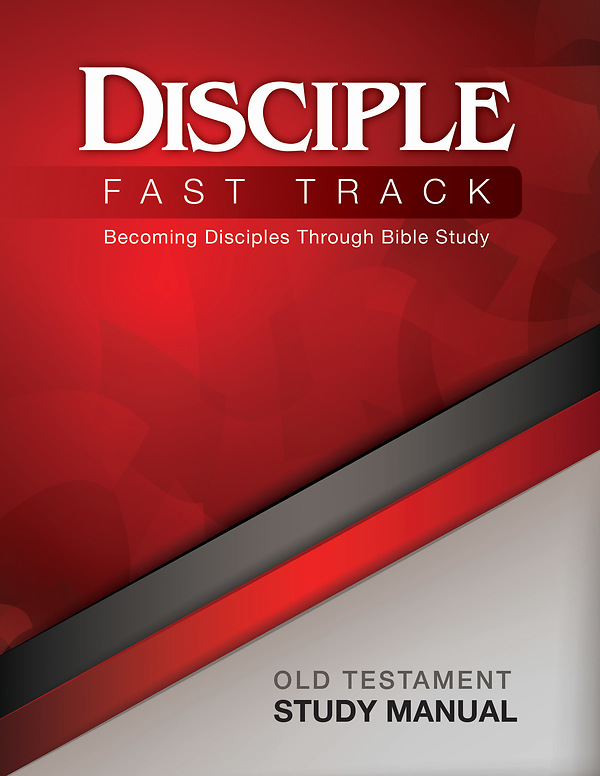 DISCIPLE
FAST TRACK
Becoming Disciples Through Bible Study
OLD TESTAMENT
STUDY MANUAL